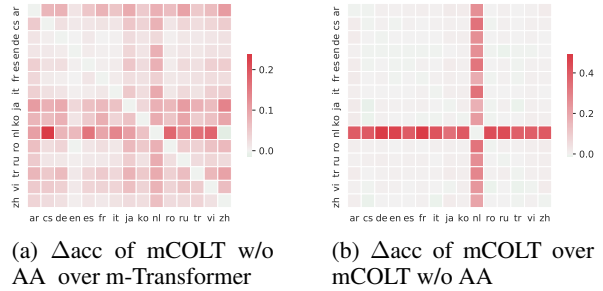 zh vi tr ru ro nl ko ja it fr es en de cs ar
0.2
0.1
0.0
ar cs de en es fr it ja ko nl ro ru tr vi zh
zh vi tr ru ro nl ko ja it fr es en de cs ar
0.4
0.2
0.0
ar cs de en es fr it ja ko nl ro ru tr vi zh
(a) Δacc of mCOLT w/o
AA over m-Transformer
(b) Δacc of mCOLT over
mCOLT w/o AA